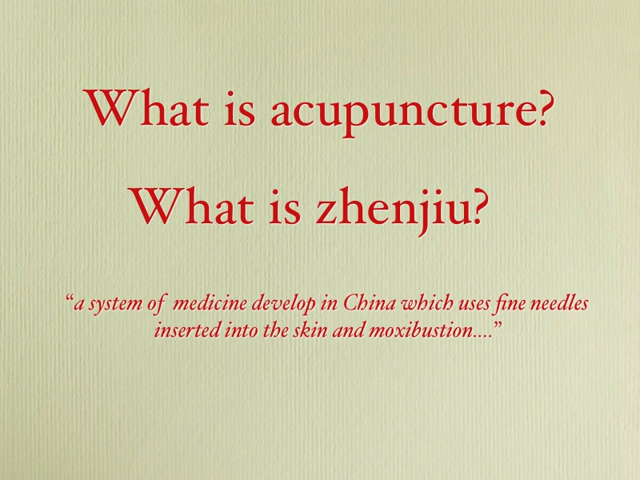 What is acupuncture?
What is zhenjiu?
“a system of medicine develop in China which uses fine needles
inserted into the skin and moxibustion....”